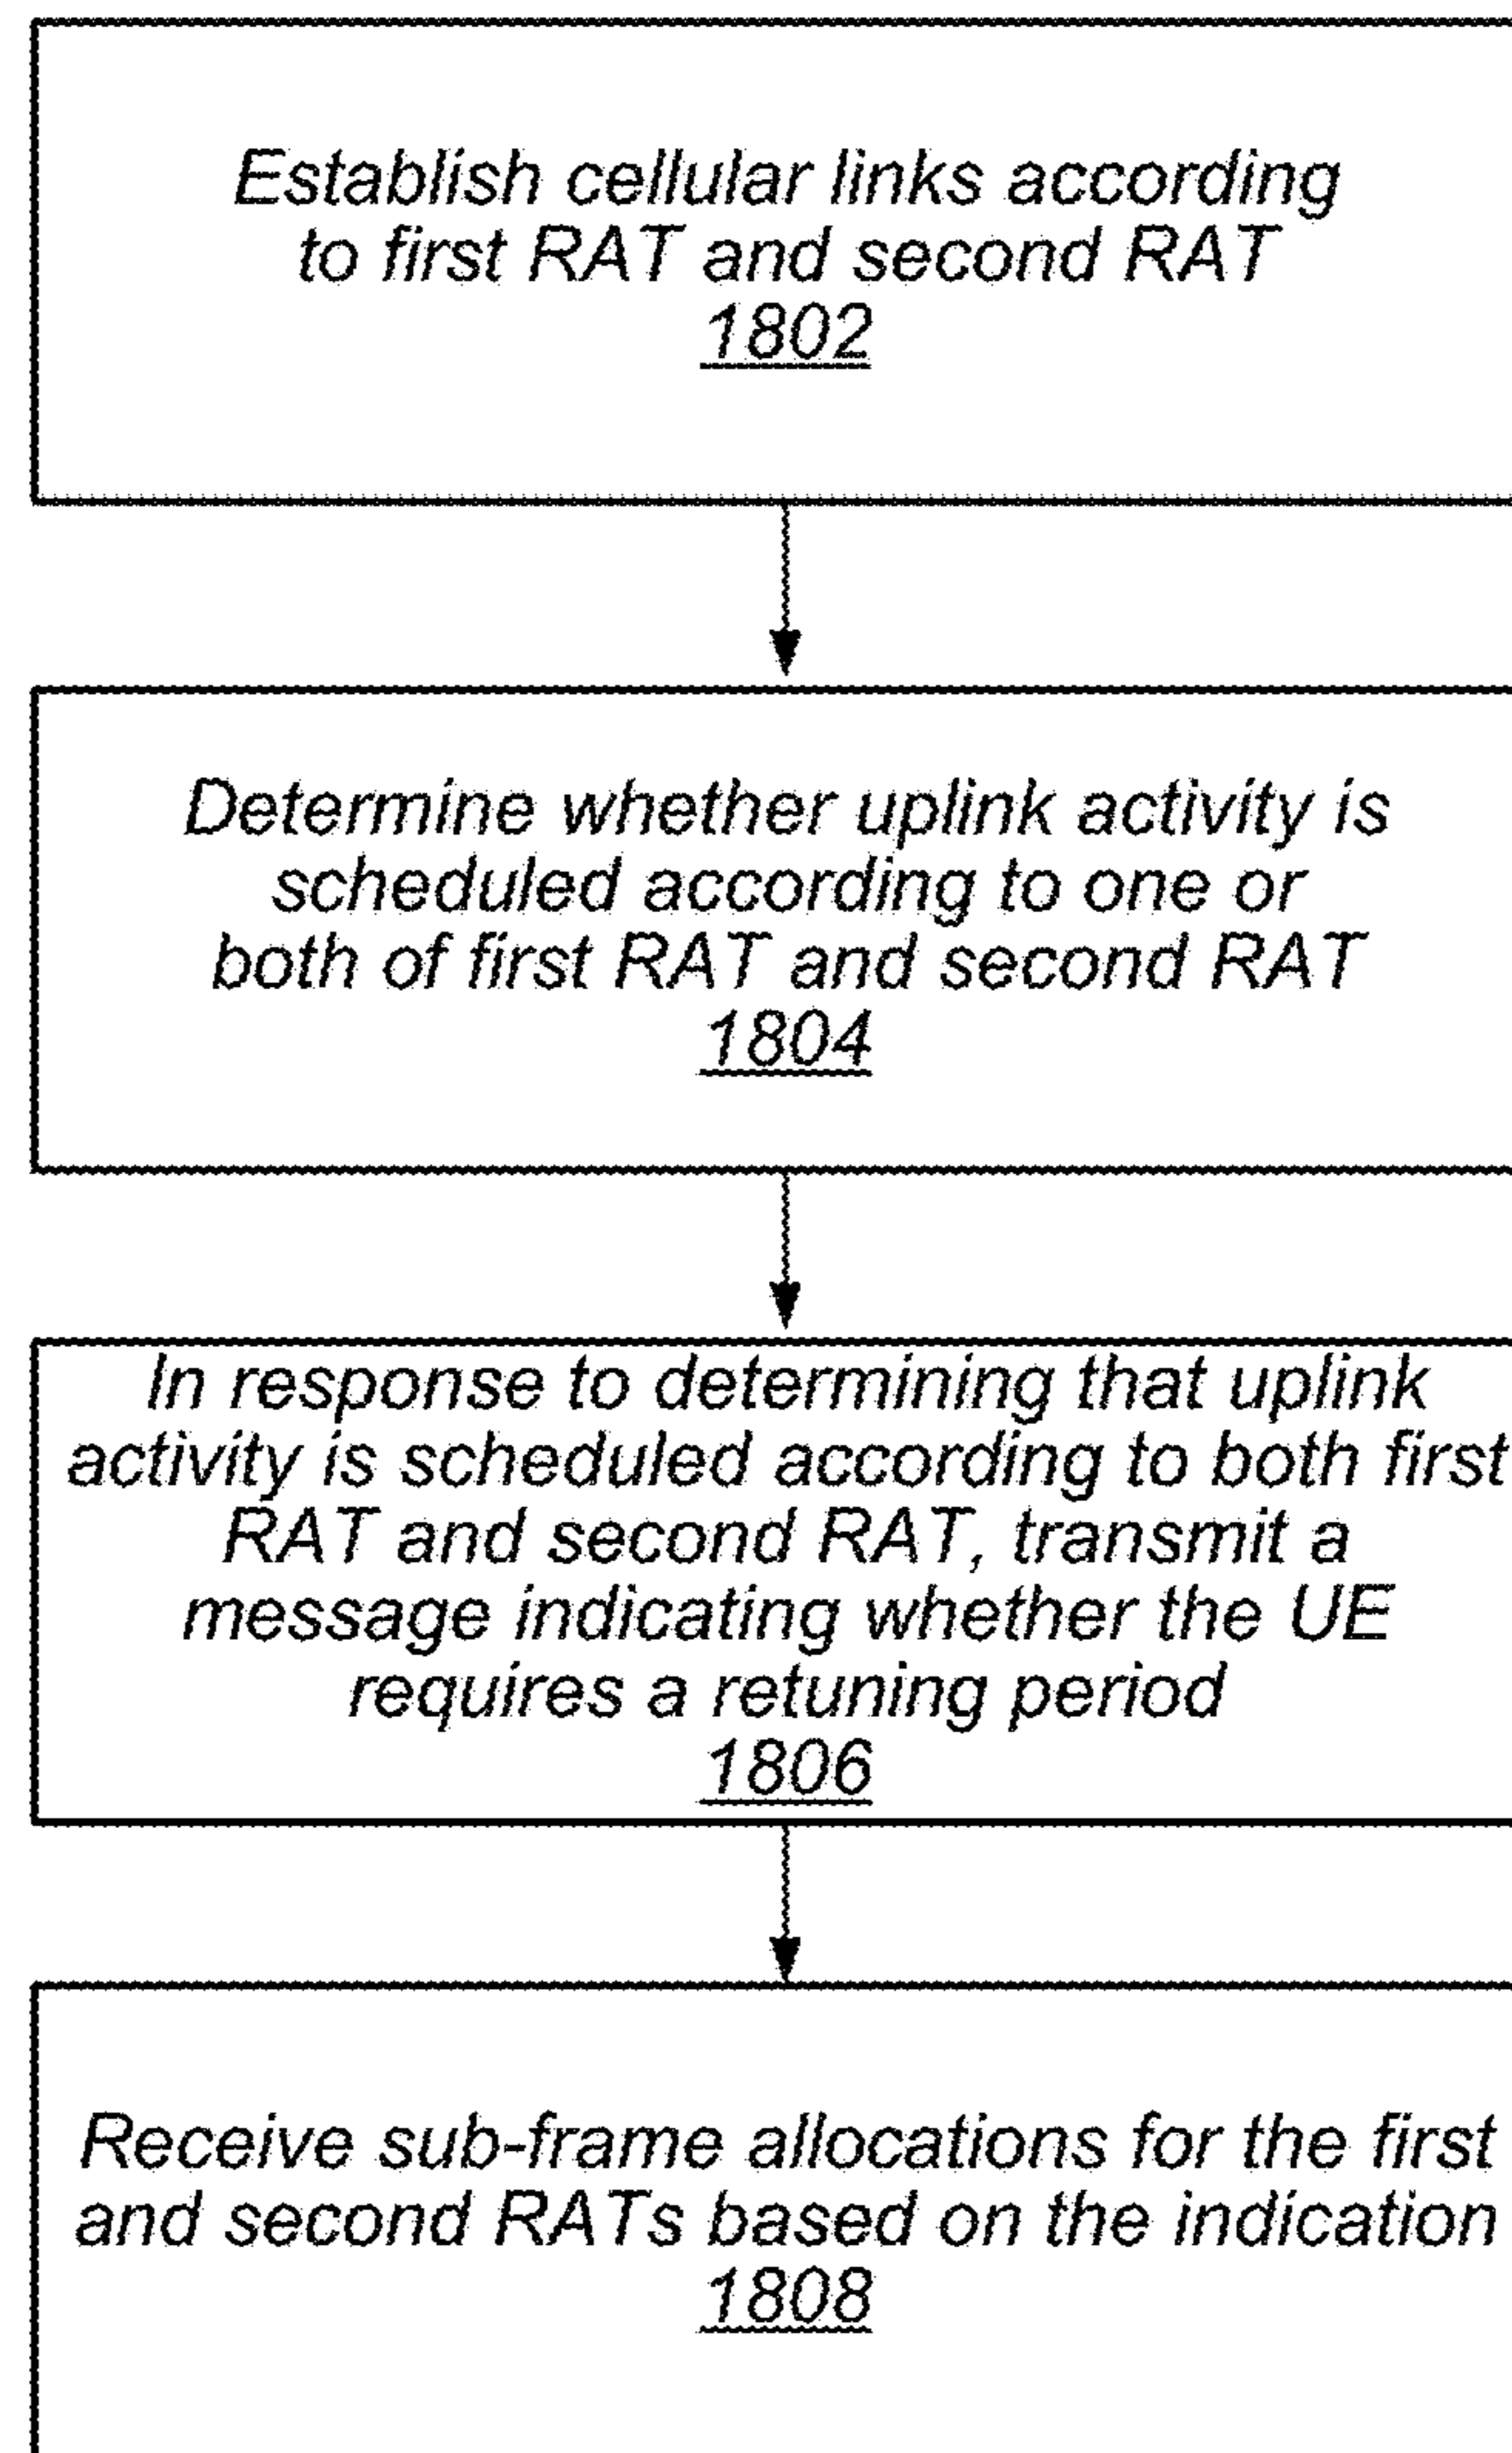 Establish cellular links according
to first RAT and second RAT
1802
Determine whether uplink activity is
scheduled according to one or
both of first RAT and second RAT
1804
In response to determining that uplink
activity is scheduled according to both first
RAT and second RAT, transmit a
message indicating whether the UE
requires a retuning period
1806
Receive sub-frame allocations for the first
and second RATs based on the indication
1808